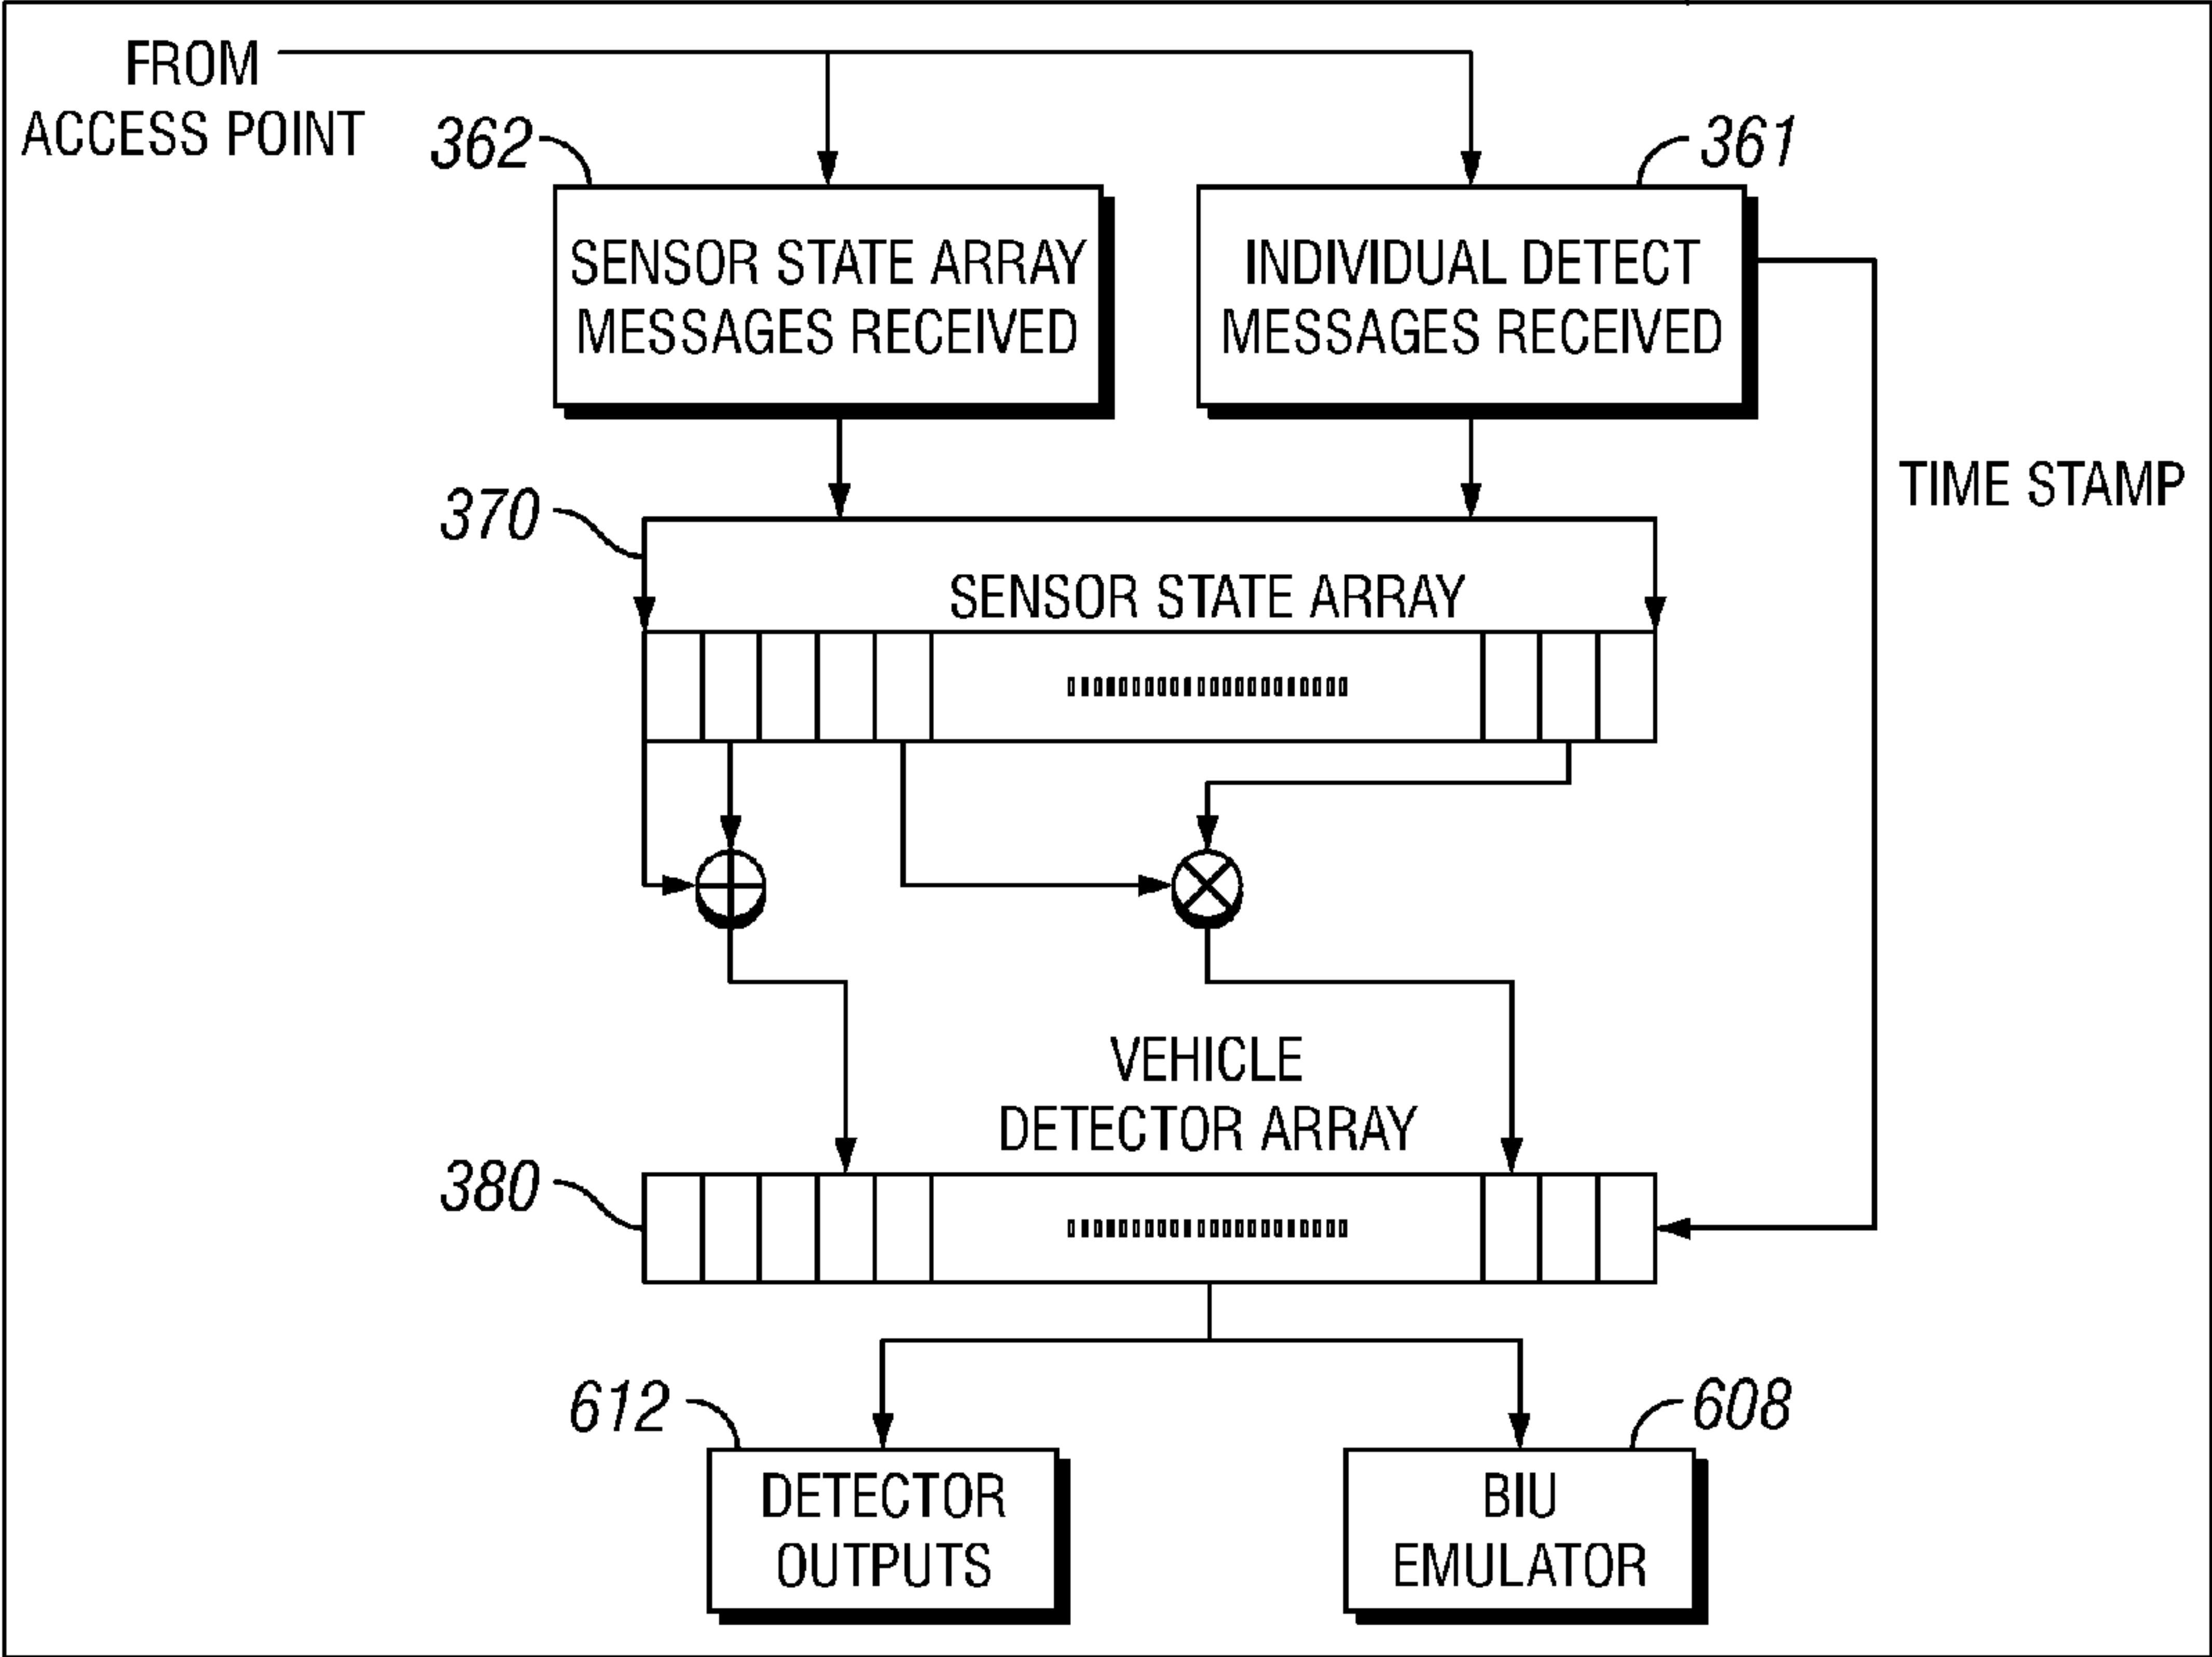 FROM
ACCESS POINT
362
361
SENSOR STATE ARRAY
MESSAGES RECEIVED
INDIVIDUAL DETECT
MESSAGES RECEIVED
TIME STAMP
370
SENSOR STATE ARRAY
VEHICLE
DETECTOR ARRAY
380
612
608
DETECTOR
OUTPUTS
BIU
EMULATOR